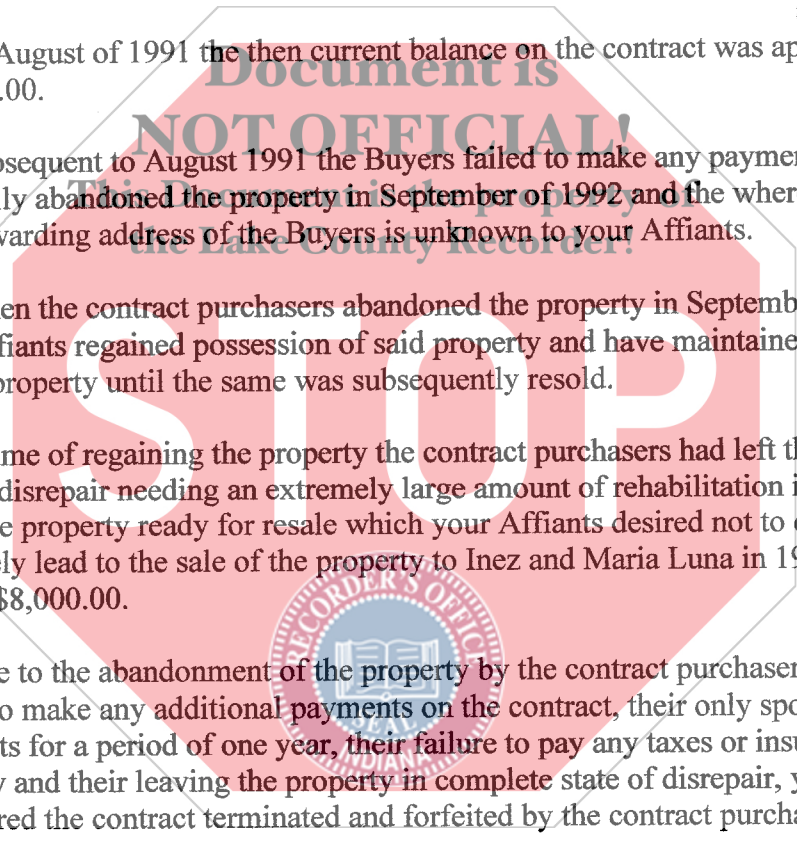 August of 1991 the then current balance on the contract was ap
.00.
Document is
NOT OFFICIAL!
This Document is the property of
the Lake County Recorder!
bsequent to August 1991 the Buyers failed to make any payme
ly abandoned the property in September of 1992 and the wher
warding address of the Buyers is unknown to your Affiants.
en the contract purchasers abandoned the property in Septemb
fiants regained possession of said property and have maintaine
property until the same was subsequently resold.
STOP
me of regaining the property the contract purchasers had left th
disrepair needing an extremely large amount of rehabilitation i
e property ready for resale which your Affiants desired not to
ely lead to the sale of the property to Inez and Maria Luna in 19
$8,000.00.
RECORDER'S OFFICE
SEAL
INDIANA
e to the abandonment of the property by the contract purchaser
o make any additional payments on the contract, their only spo
ts for a period of one year, their failure to pay any taxes or insu
y and their leaving the property in complete state of disrepair, y
red the contract terminated and forfeited by the contract purcha